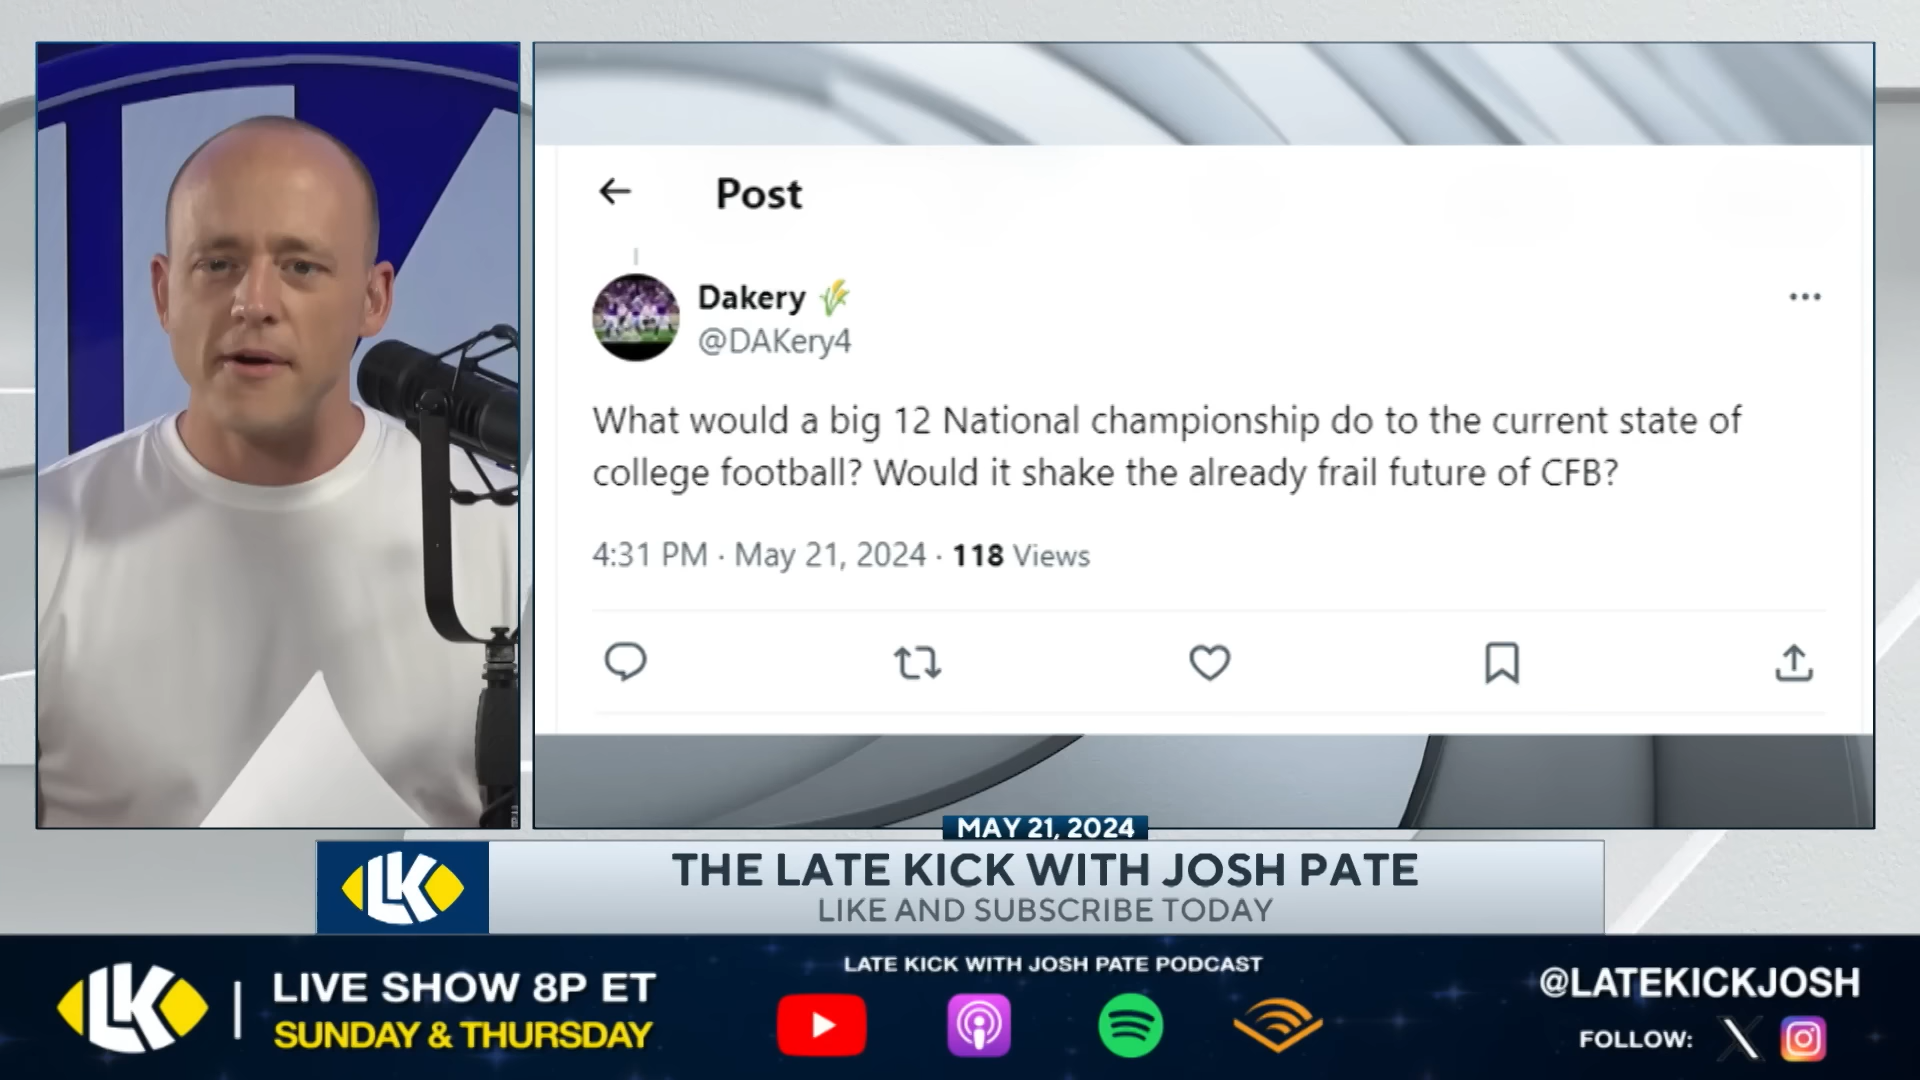 Post
Dakery
@DAKery4
What would a big 12 National championship do to the current state of
college football? Would it shake the already frail future of CFB?
4:31 PM · May 21, 2024 · 118 Views
MAY 21, 2024
LK
THE LATE KICK WITH JOSH PATE
LIKE AND SUBSCRIBE TODAY
LK
LIVE SHOW 8P ET
SUNDAY & THURSDAY
LATE KICK WITH JOSH PATE PODCAST
@LATEKICKJOSH
FOLLOW: